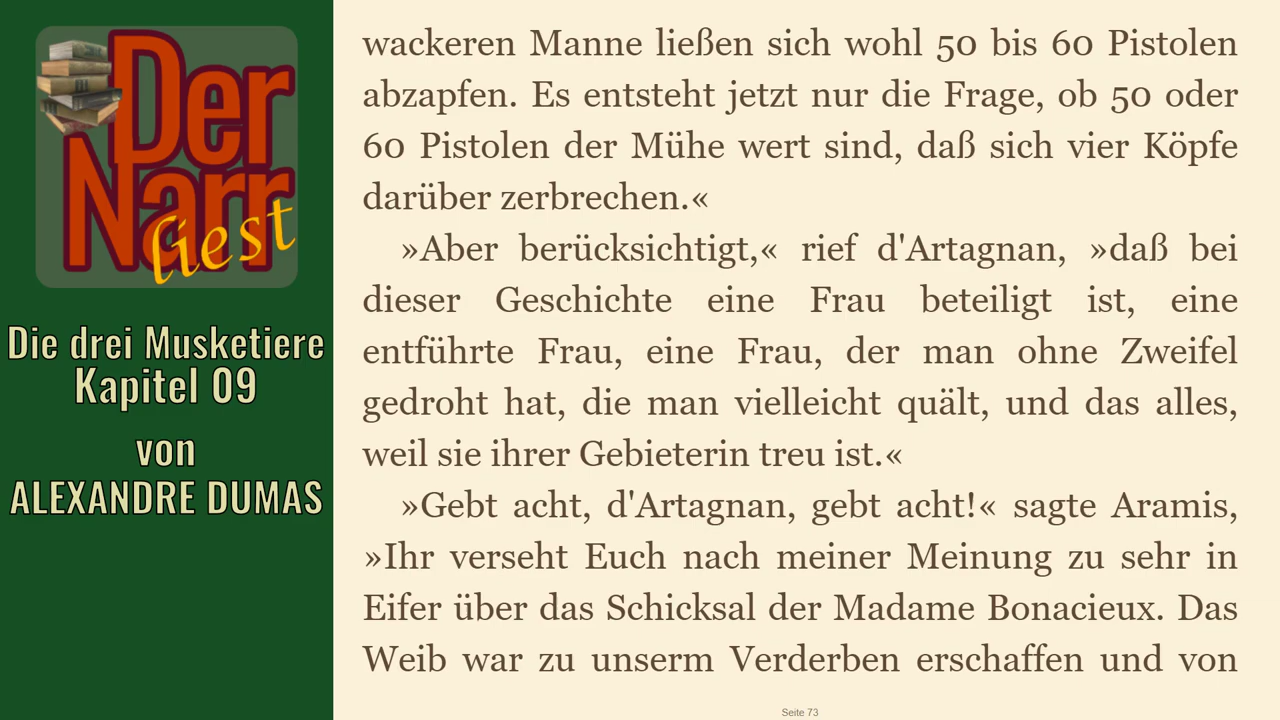 Der
Narr
liest
Die drei Musketiere
Kapitel 09
von
ALEXANDRE DUMAS
wackeren Manne ließen sich wohl 50 bis 60 Pistolen
abzapfen. Es entsteht jetzt nur die Frage, ob 50 oder
60 Pistolen der Mühe wert sind, daß sich vier Köpfe
darüber zerbrechen.«
»Aber berücksichtigt,« rief d'Artagnan, »daß bei
dieser Geschichte eine Frau beteiligt ist, eine
entführte Frau, eine Frau, der man ohne Zweifel
gedroht hat, die man vielleicht quält, und das alles,
weil sie ihrer Gebieterin treu ist.«
»Gebt acht, d'Artagnan, gebt acht!« sagte Aramis,
»Ihr verseht Euch nach meiner Meinung zu sehr in
Eifer über das Schicksal der Madame Bonacieux. Das
Weib war zu unserm Verderben erschaffen und von
Seite 73